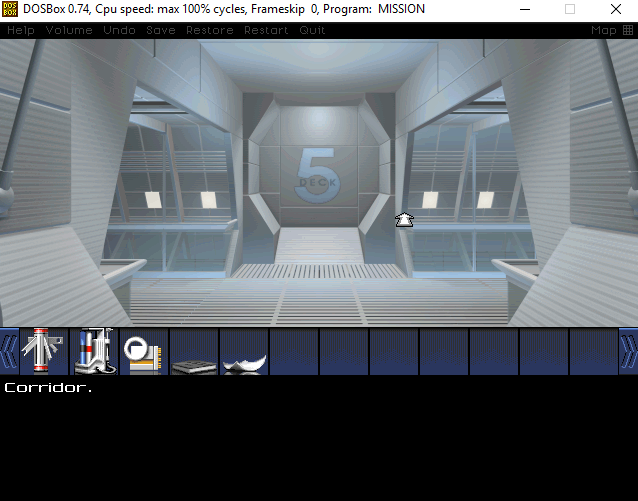 DOSBox 0.74, Cpu speed: max 100% cycles, Frameskip 0, Program: MISSION
Help Volume Undo Save Restore Restart Quit Map
5
DECK
Corridor.